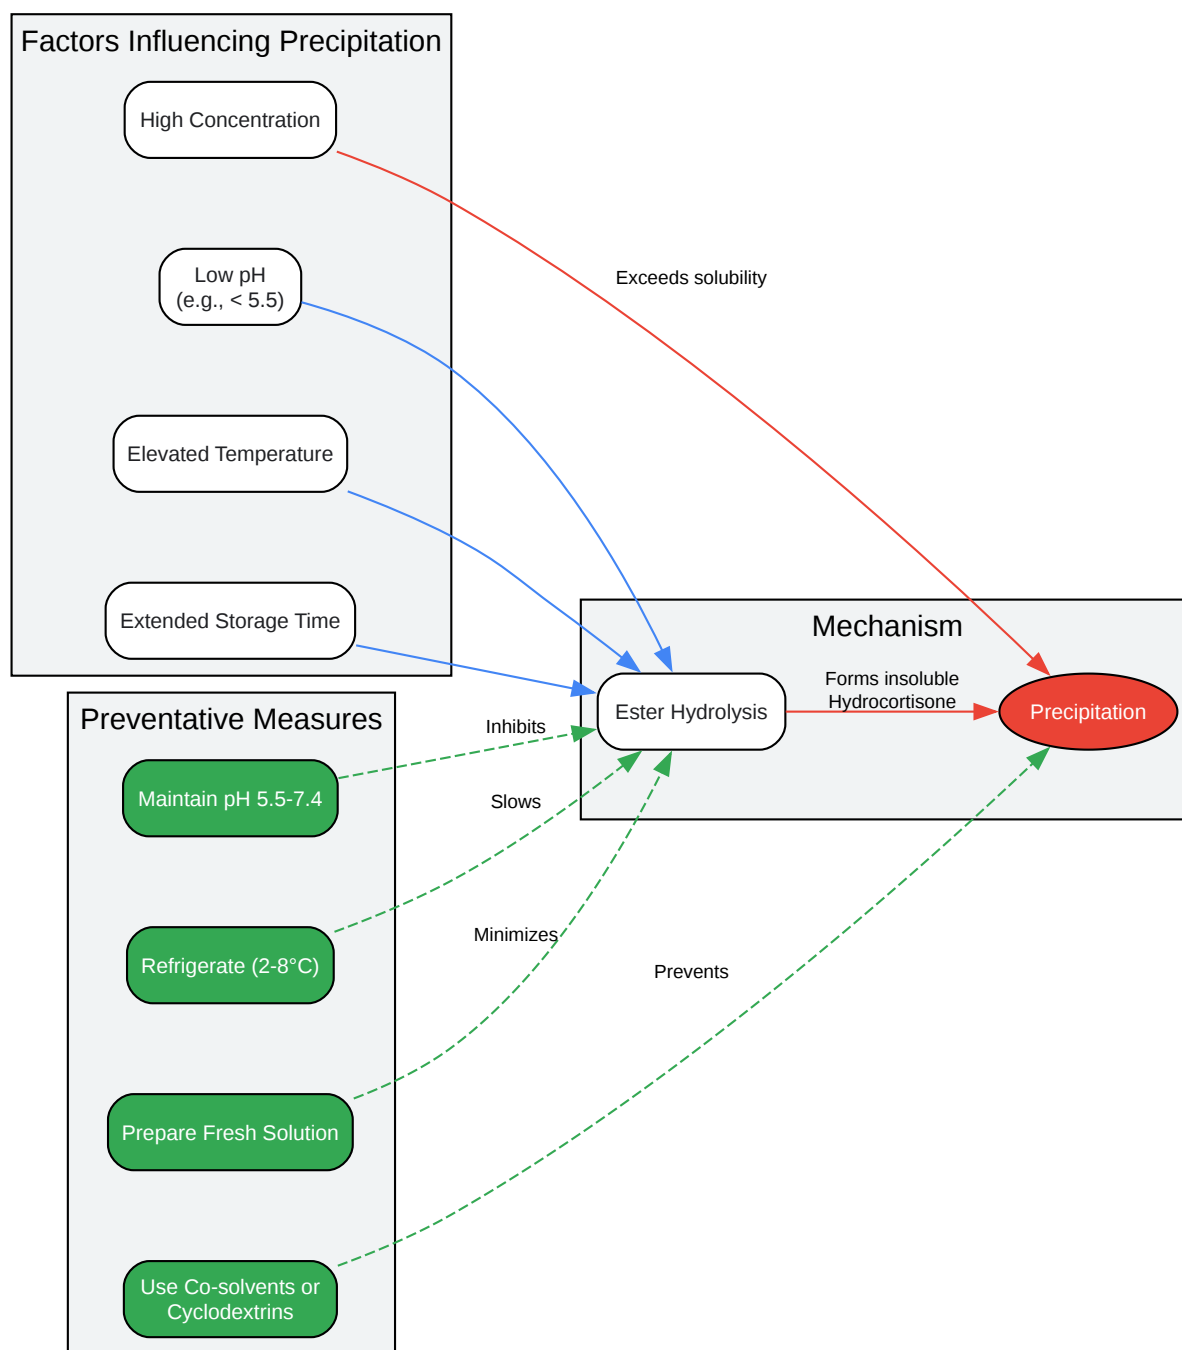 Factors Influencing Precipitation
High Concentration
Exceeds solubility
Low pH
(e.g., < 5.5)
Elevated Temperature
Extended Storage Time
Mechanism
Ester Hydrolysis
Forms insoluble
Hydrocortisone
Precipitation
Preventative Measures
Inhibits
Maintain pH 5.5-7.4
Slows
Refrigerate (2-8°C)
Minimizes
Prevents
Prepare Fresh Solution
Use Co-solvents or
Cyclodextrins